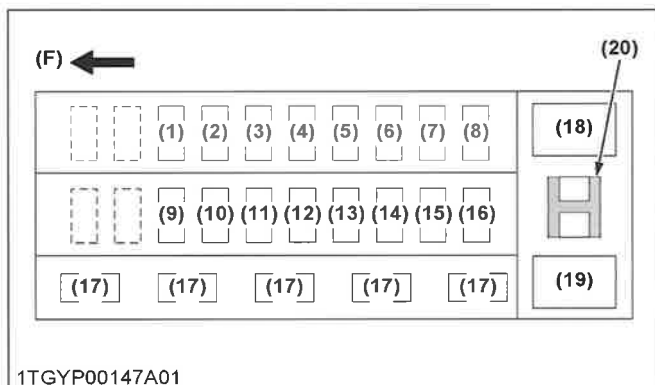 (20)
(F)
(1) (2) (3) (4) (5) (6) (7) (8) (18)
(9) (10) (11) (12) (13) (14) (15) (16)
(17) (17) (17) (17) (17) (19)
1TGYP00147A01